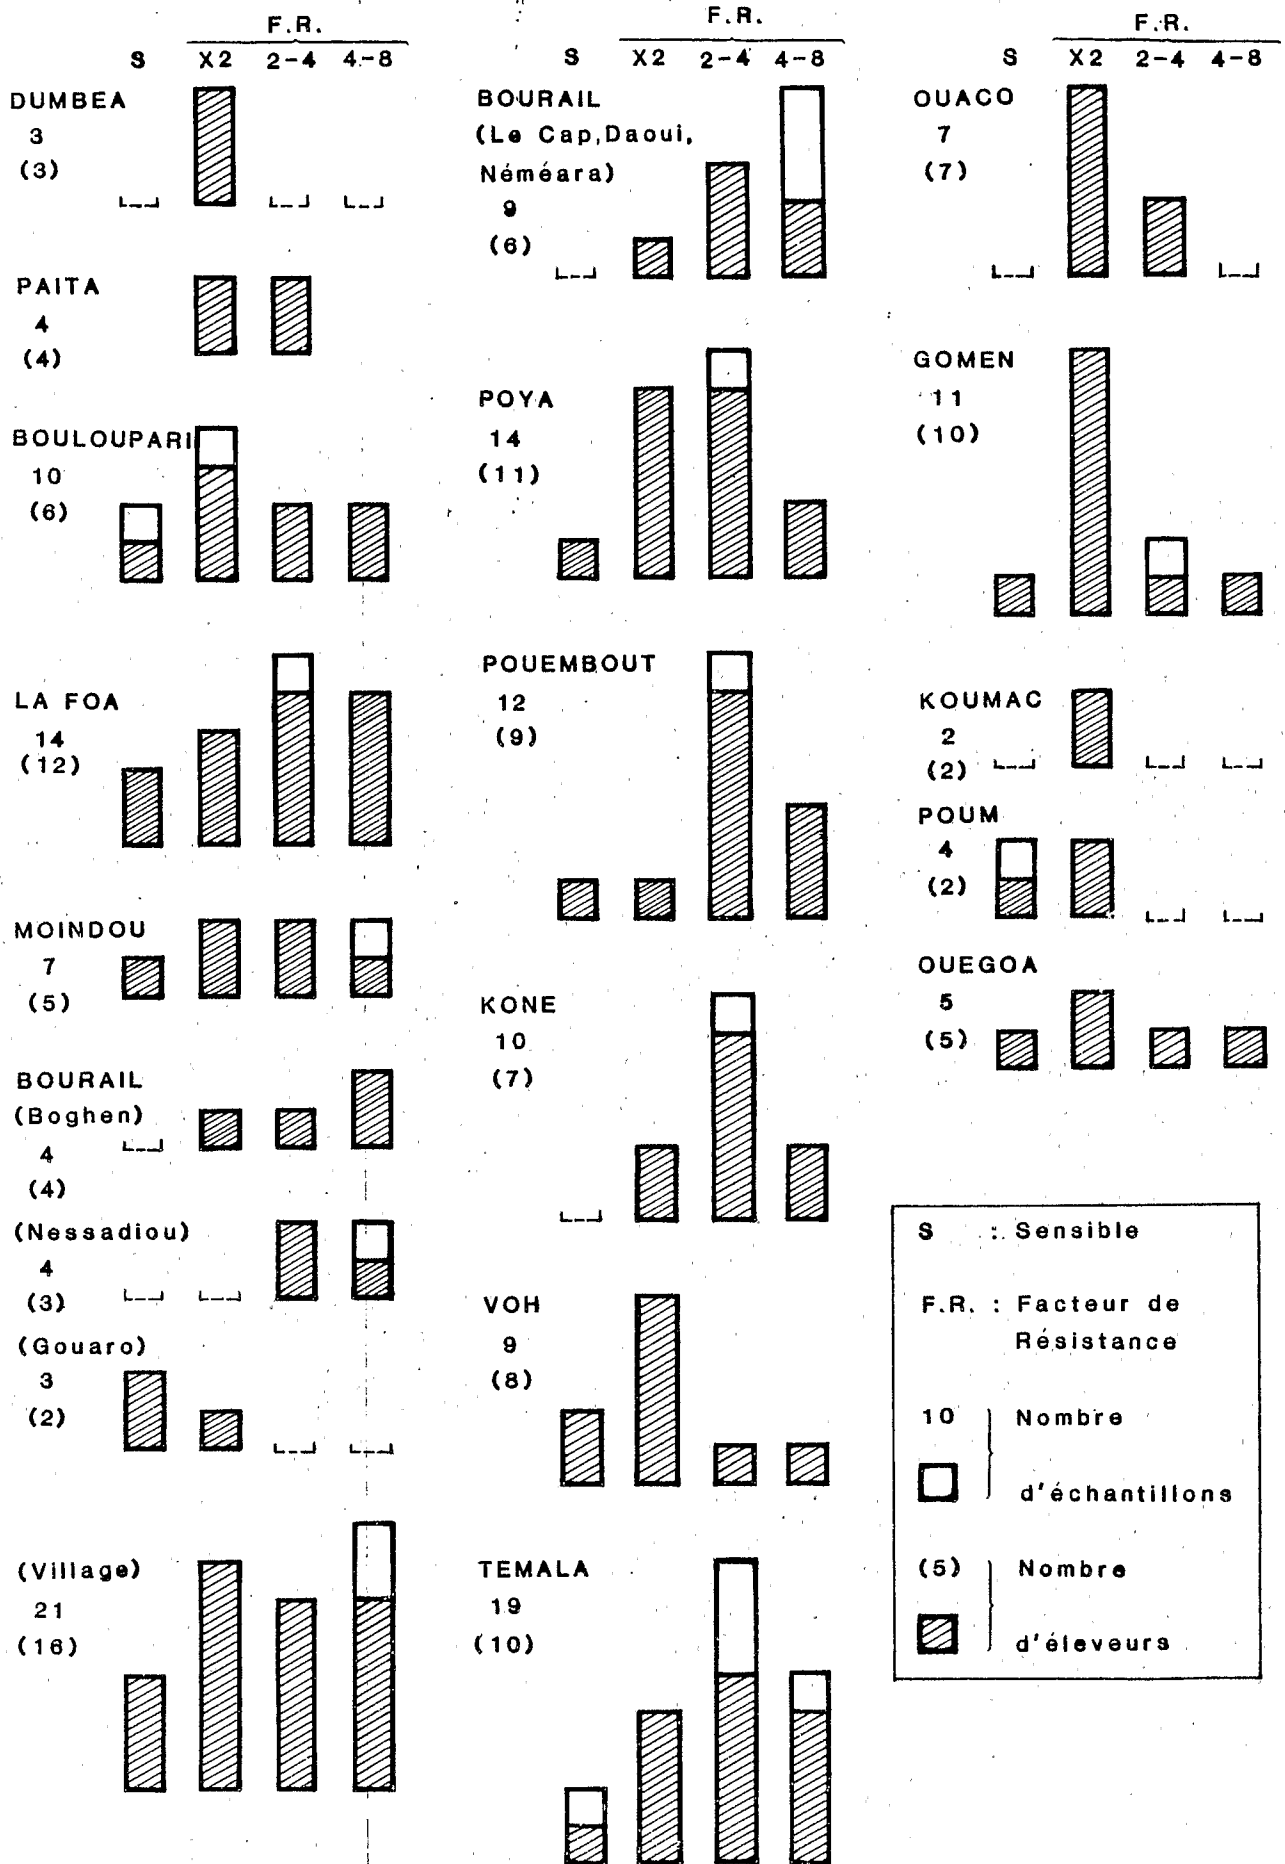 F.R.
S X2 2-4 4-8
DUMBEA
3
(3)
PAITA
4
(4)
BOULOUPARI
10
(6)
LA FOA
14
(12)
MOINDOU
7
(5)
BOURAIL
(Boghen)
4
(4)
(Nessadiou)
4
(3)
(Gouaro)
3
(2)
(Village)
21
(16)
F.R.
S X2 2-4 4-8
BOURAIL
(Le Cap,Daoui,
Néméara)
9
(6)
POYA
14
(11)
POUEMBOUT
12
(9)
KONE
10
(7)
VOH
9
(8)
TEMALA
19
(10)
F.R.
S X2 2-4 4-8
OUACO
7
(7)
GOMEN
11
(10)
KOUMAC
2
(2)
POUM
4
(2)
OUEGOA
5
(5)
S : Sensible
F.R. : Facteur de
Résistance
10 Nombre
d'échantillons
(5) Nombre
d'éleveurs